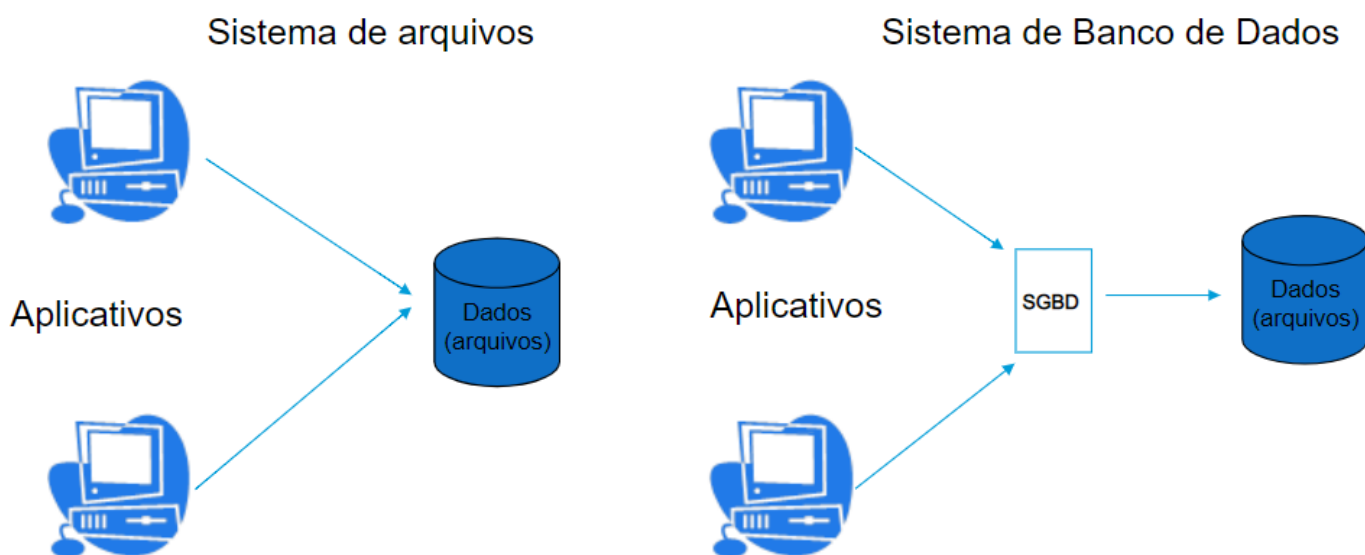 Sistema de arquivos
Aplicativos
Dados
(arquivos)
Sistema de Banco de Dados
Aplicativos
SGBD
Dados
(arquivos)